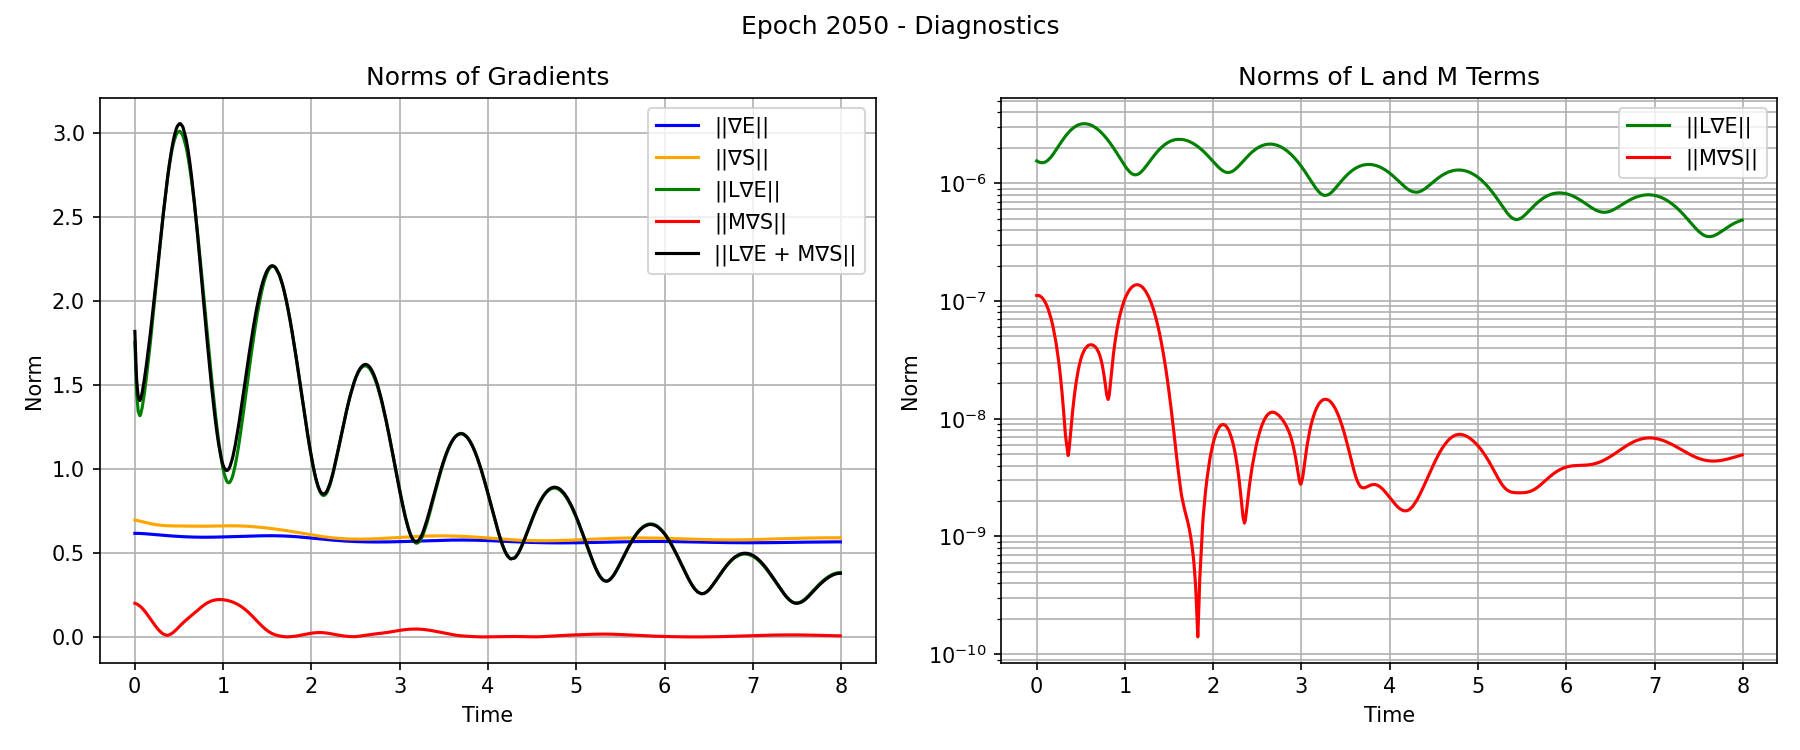 Epoch 2050 - Diagnostics
Norms of Gradients
Norm
3.0
2.5
2.0
1.5
1.0
0.5
0.0
0 1 2 3 4 5 6 7 8
Time
||∇E||
||∇S||
||L∇E||
||M∇S||
||L∇E + M∇S||
Norms of L and M Terms
Norm
10⁻⁶
10⁻⁷
10⁻⁸
10⁻⁹
10⁻¹⁰
0 1 2 3 4 5 6 7 8
Time
||L∇E||
||M∇S||